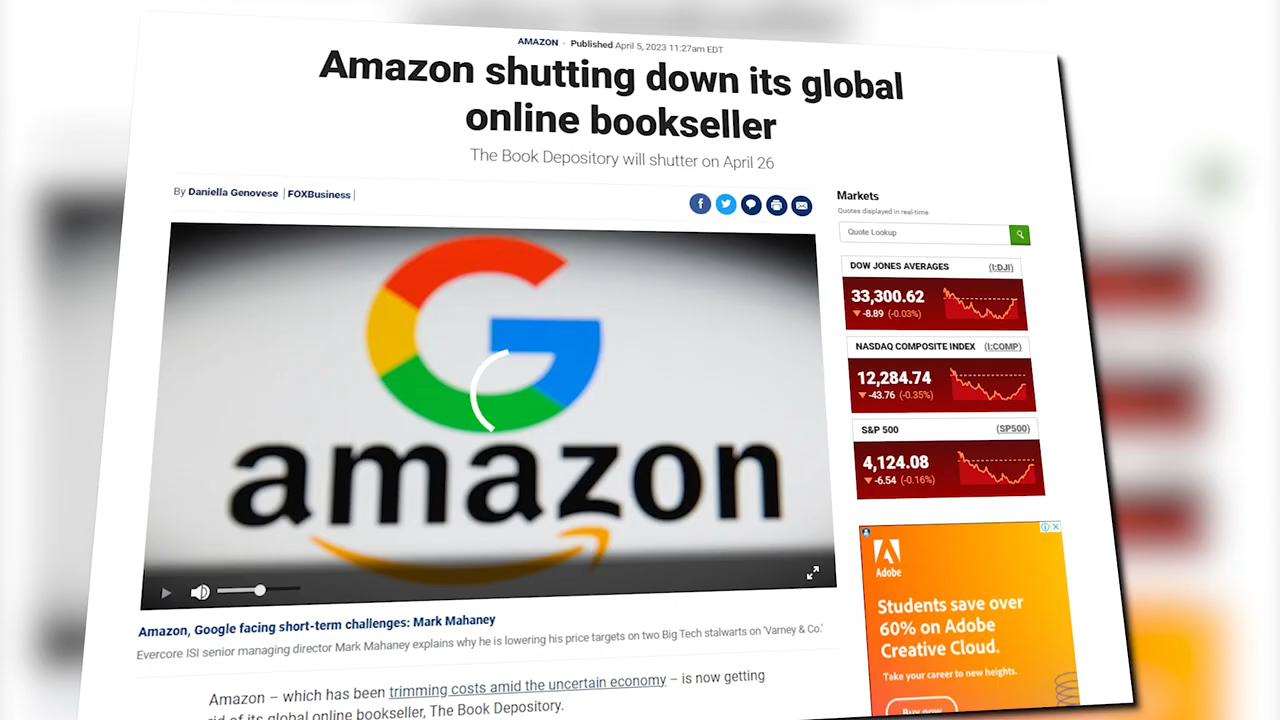 AMAZON · Published April 5, 2023 11:27am EDT
Amazon shutting down its global
online bookseller
The Book Depository will shutter on April 26
By Daniella Genovese | FOXBusiness |
amazon
Amazon, Google facing short-term challenges: Mark Mahaney
Evercore ISI senior managing director Mark Mahaney explains why he is lowering his price targets on two Big Tech stalwarts on 'Varney & Co.'
Amazon – which has been trimming costs amid the uncertain economy – is now getting
rid of its global online bookseller, The Book Depository.
Markets
Quotes displayed in real-time
Quote Lookup
DOW JONES AVERAGES (I:DJI)
33,300.62
-8.89 (-0.03%)
NASDAQ COMPOSITE INDEX (I:COMP)
12,284.74
-43.76 (-0.35%)
S&P 500 (SP500)
4,124.08
-6.54 (-0.16%)
Adobe
Students save over
60% on Adobe
Creative Cloud.
Take your career to new heights.
Buy now